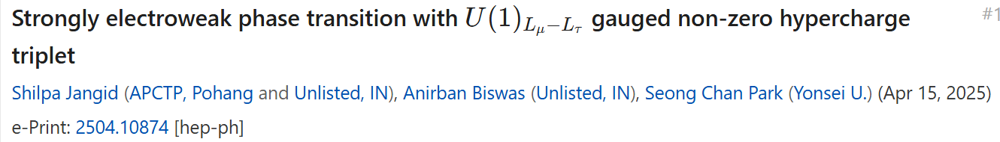 Strongly electroweak phase transition with $U(1)_{L_\mu-L_\tau}$ gauged non-zero hypercharge #1
triplet
Shilpa Jangid (APCTP, Pohang and Unlisted, IN), Anirban Biswas (Unlisted, IN), Seong Chan Park (Yonsei U.) (Apr 15, 2025)
e-Print: 2504.10874 [hep-ph]